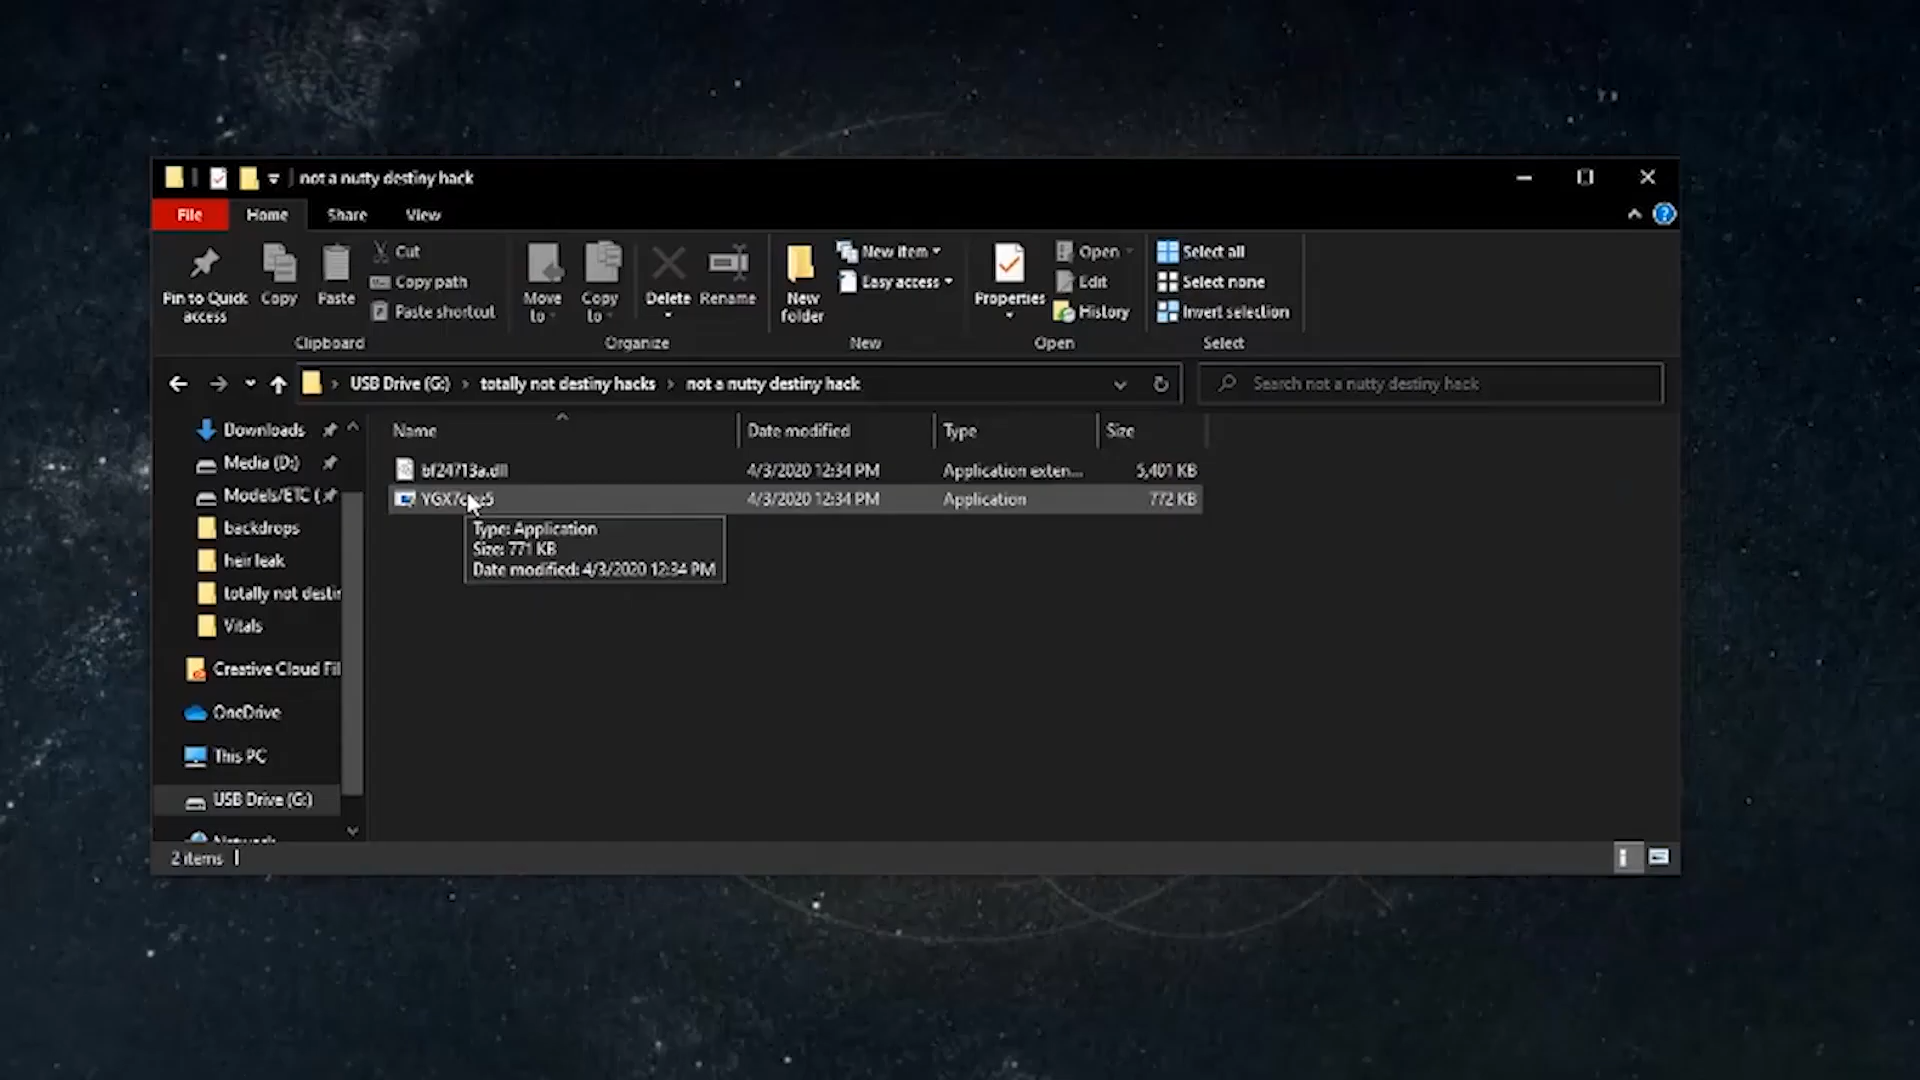 not a nutty destiny hack
File Home Share View
Pin to Quick access
Copy
Paste
Cut
Copy path
Paste shortcut
Clipboard
Move to
Copy to
Delete
Rename
Organize
New folder
New item
Easy access
New
Properties
Open
Edit
History
Open
Select all
Select none
Invert selection
Select
USB Drive (G:) › totally not destiny hacks › not a nutty destiny hack
Search not a nutty destiny hack
Name Date modified Type Size
bf24713a.dll 4/3/2020 12:34 PM Application exten... 5,401 KB
4/3/2020 12:34 PM Application 772 KB
Type: Application
Size: 771 KB
Date modified: 4/3/2020 12:34 PM
Downloads
Media (D:)
Models/ETC (
backdrops
heir leak
totally not destin
Vitals
Creative Cloud Fil
OneDrive
This PC
USB Drive (G:)
Network
2 items